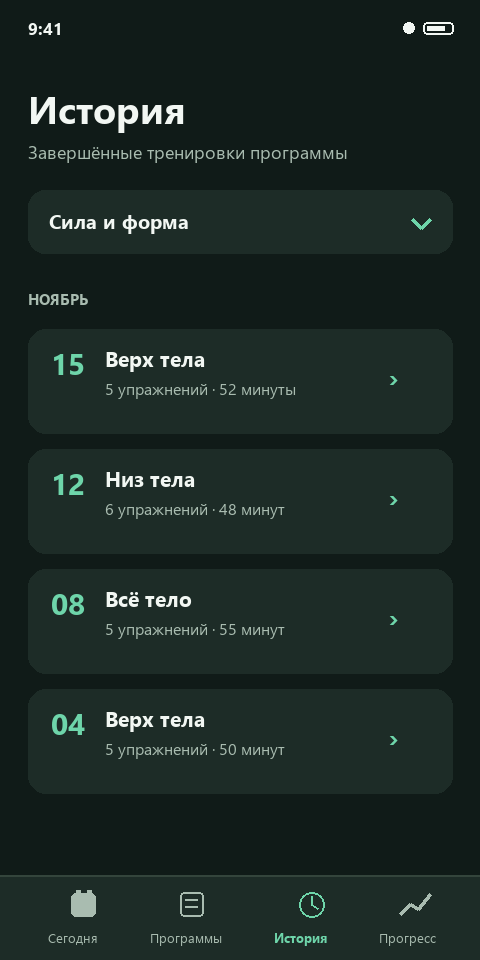 9:41
История
Завершённые тренировки программы
Сила и форма
НОЯБРЬ
15 Верх тела
5 упражнений · 52 минуты
12 Низ тела
6 упражнений · 48 минут
08 Всё тело
5 упражнений · 55 минут
04 Верх тела
5 упражнений · 50 минут
Сегодня Программы История Прогресс